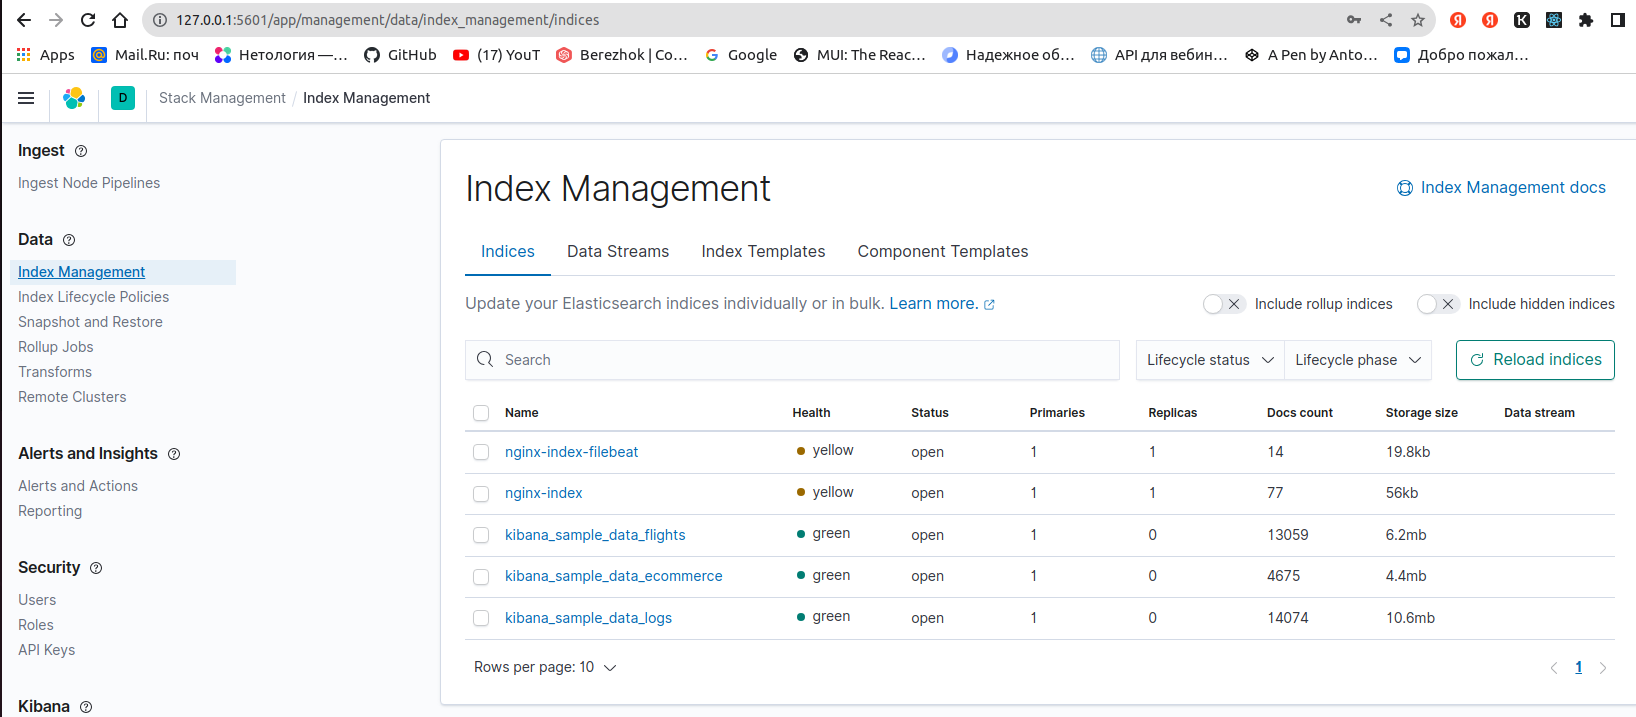 127.0.0.1:5601/app/management/data/index_management/indices
Apps Mail.Ru: поч Нетология —... GitHub (17) YouT Berezhok | Co... Google MUI: The Reac... Надежное об... API для вебин... A Pen by Anto... Добро пожал...
D Stack Management / Index Management
Ingest
Ingest Node Pipelines
Data
Index Management
Index Lifecycle Policies
Snapshot and Restore
Rollup Jobs
Transforms
Remote Clusters
Alerts and Insights
Alerts and Actions
Reporting
Security
Users
Roles
API Keys
Kibana
Index Management
Index Management docs
Indices Data Streams Index Templates Component Templates
Update your Elasticsearch indices individually or in bulk. Learn more.
Include rollup indices Include hidden indices
Search Lifecycle status Lifecycle phase Reload indices
Name Health Status Primaries Replicas Docs count Storage size Data stream
nginx-index-filebeat yellow open 1 1 14 19.8kb
nginx-index yellow open 1 1 77 56kb
kibana_sample_data_flights green open 1 0 13059 6.2mb
kibana_sample_data_ecommerce green open 1 0 4675 4.4mb
kibana_sample_data_logs green open 1 0 14074 10.6mb
Rows per page: 10 1